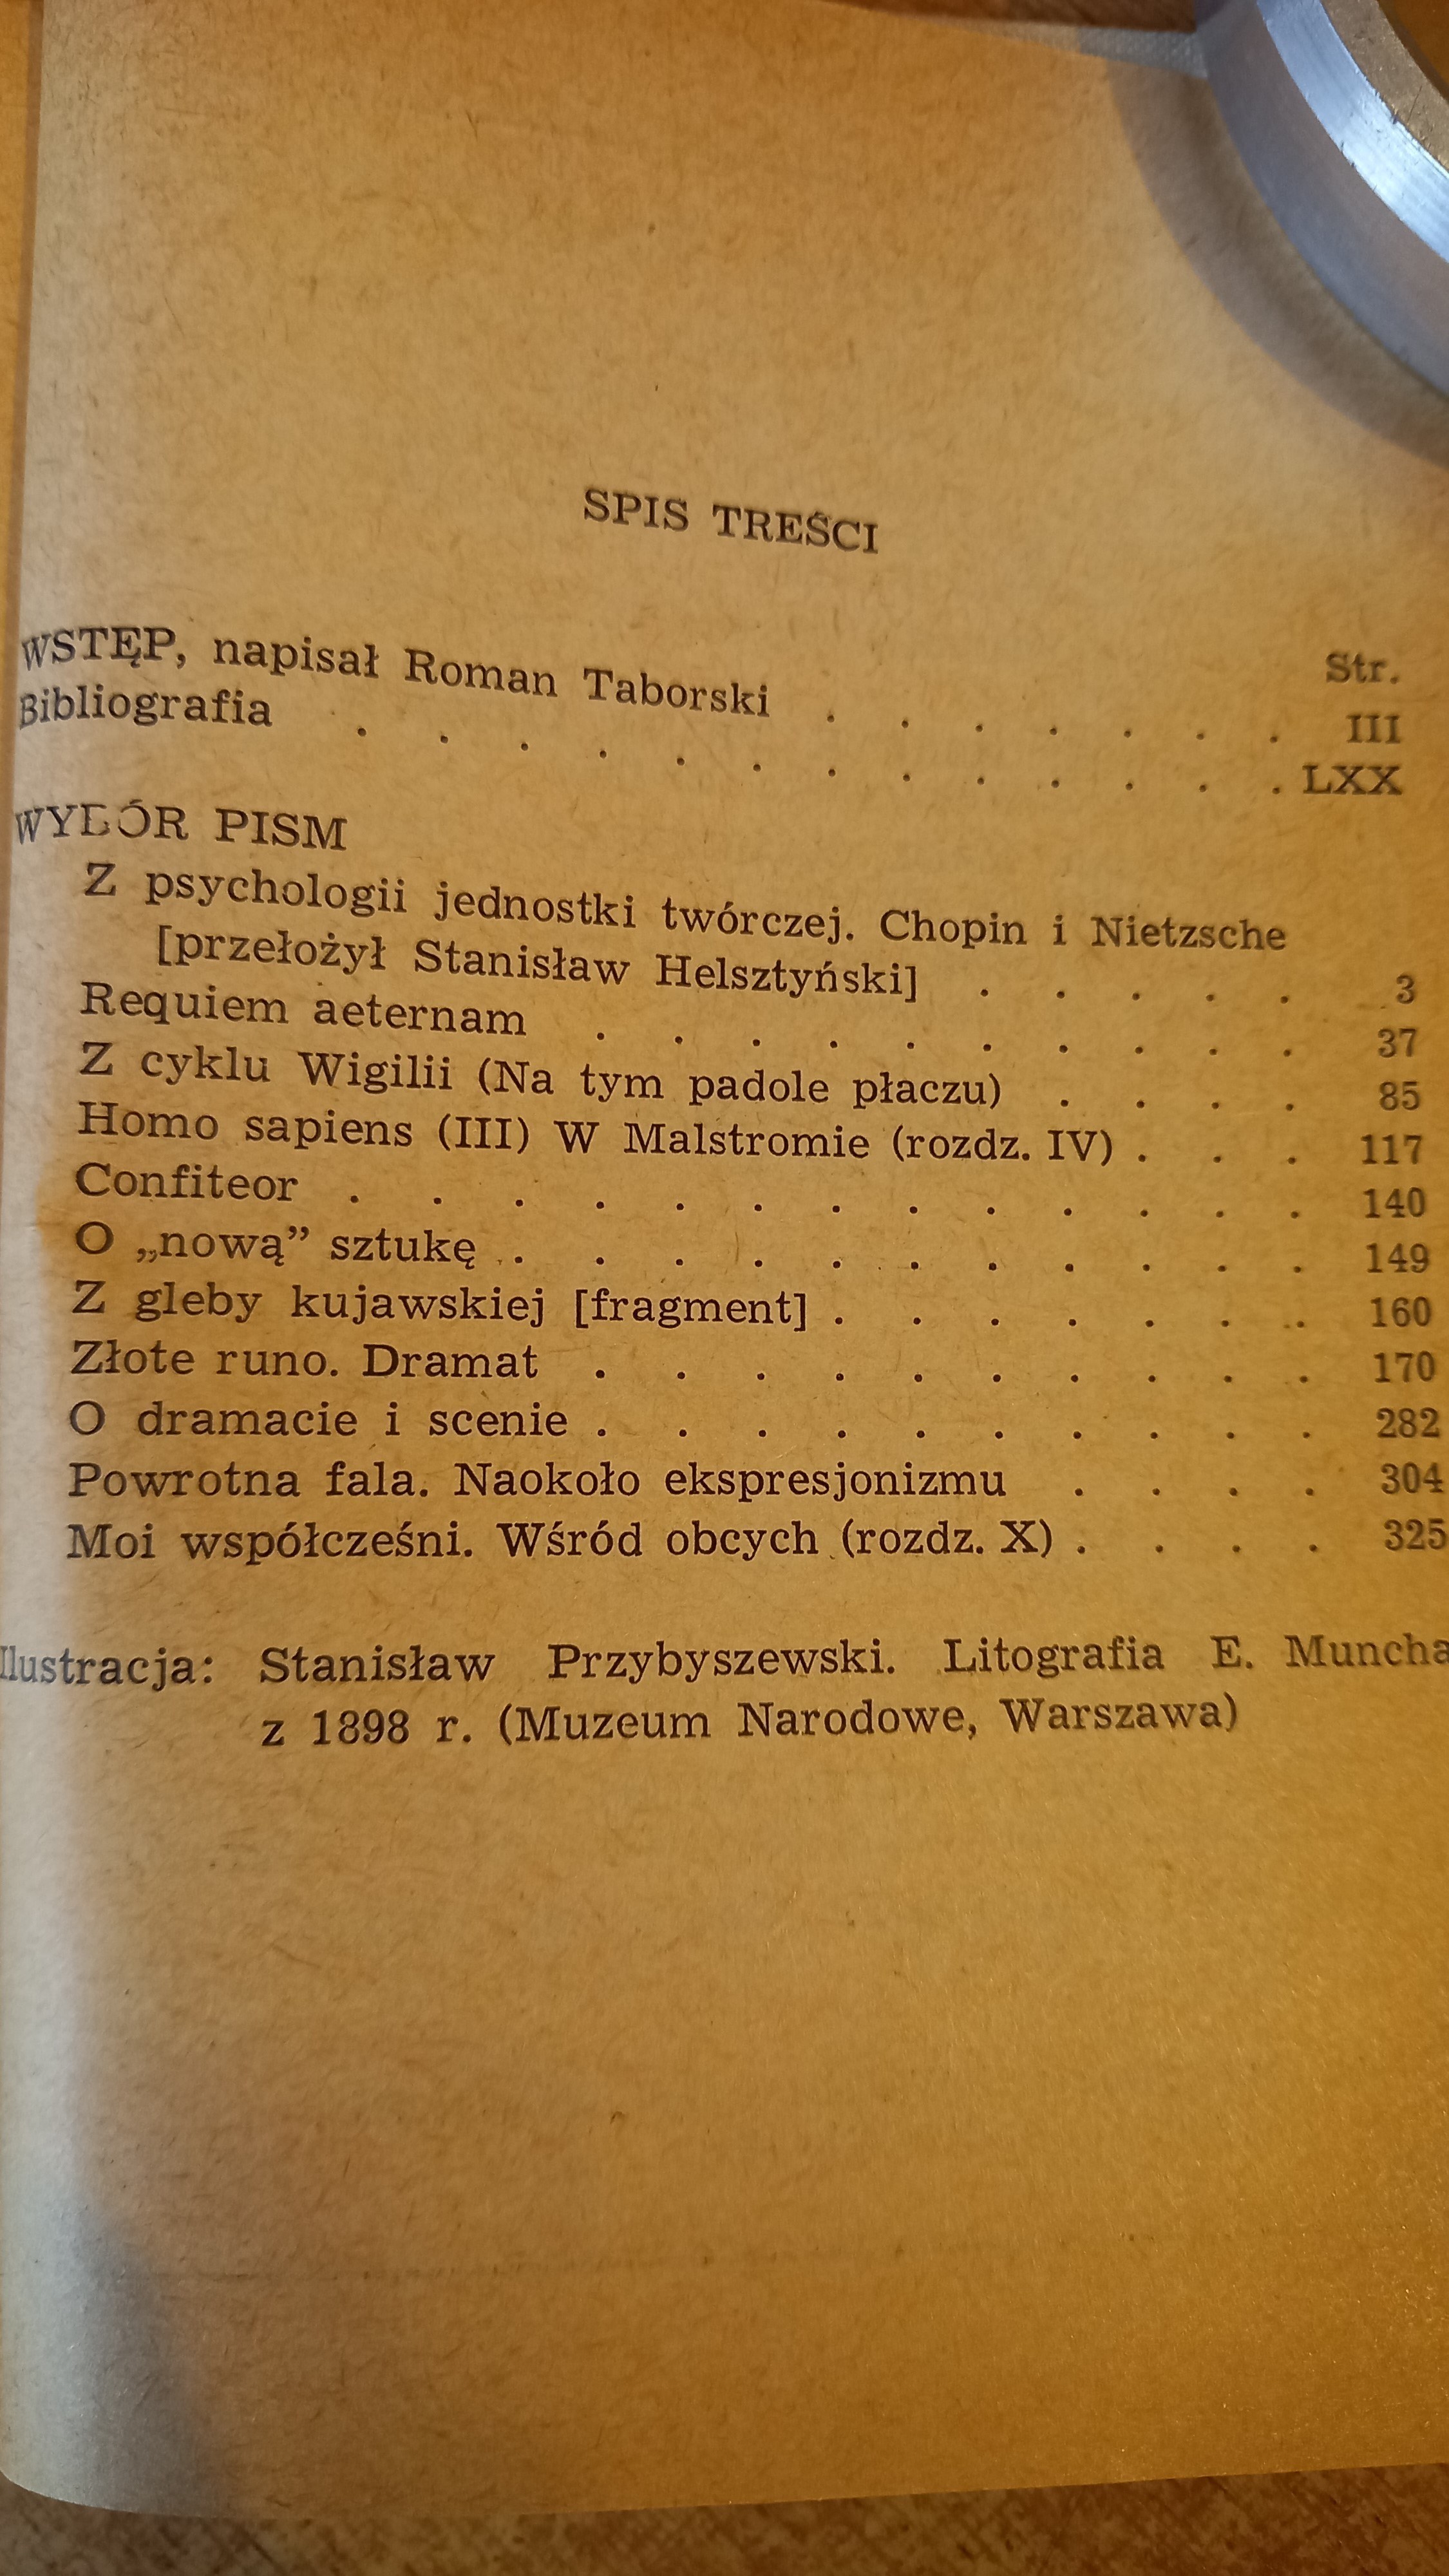 SPIS TREŚCI
Str.
WSTĘP, napisał Roman Taborski . . . . . . . III
Bibliografia . . . . . . . . . . . . . LXX
WYBÓR PISM
Z psychologii jednostki twórczej. Chopin i Nietzsche
[przełożył Stanisław Helsztyński] . . . . . 3
Requiem aeternam . . . . . . . . . . 37
Z cyklu Wigilii (Na tym padole płaczu) . . . . 85
Homo sapiens (III) W Malstromie (rozdz. IV) . . . 117
Confiteor . . . . . . . . . . . . . 140
O „nową” sztukę . . . . . . . . . . . 149
Z gleby kujawskiej [fragment] . . . . . . . 160
Złote runo. Dramat . . . . . . . . . . 170
O dramacie i scenie . . . . . . . . . . 282
Powrotna fala. Naokoło ekspresjonizmu . . . . 304
Moi współcześni. Wśród obcych (rozdz. X) . . . . 325
Ilustracja: Stanisław Przybyszewski. Litografia E. Muncha
z 1898 r. (Muzeum Narodowe, Warszawa)